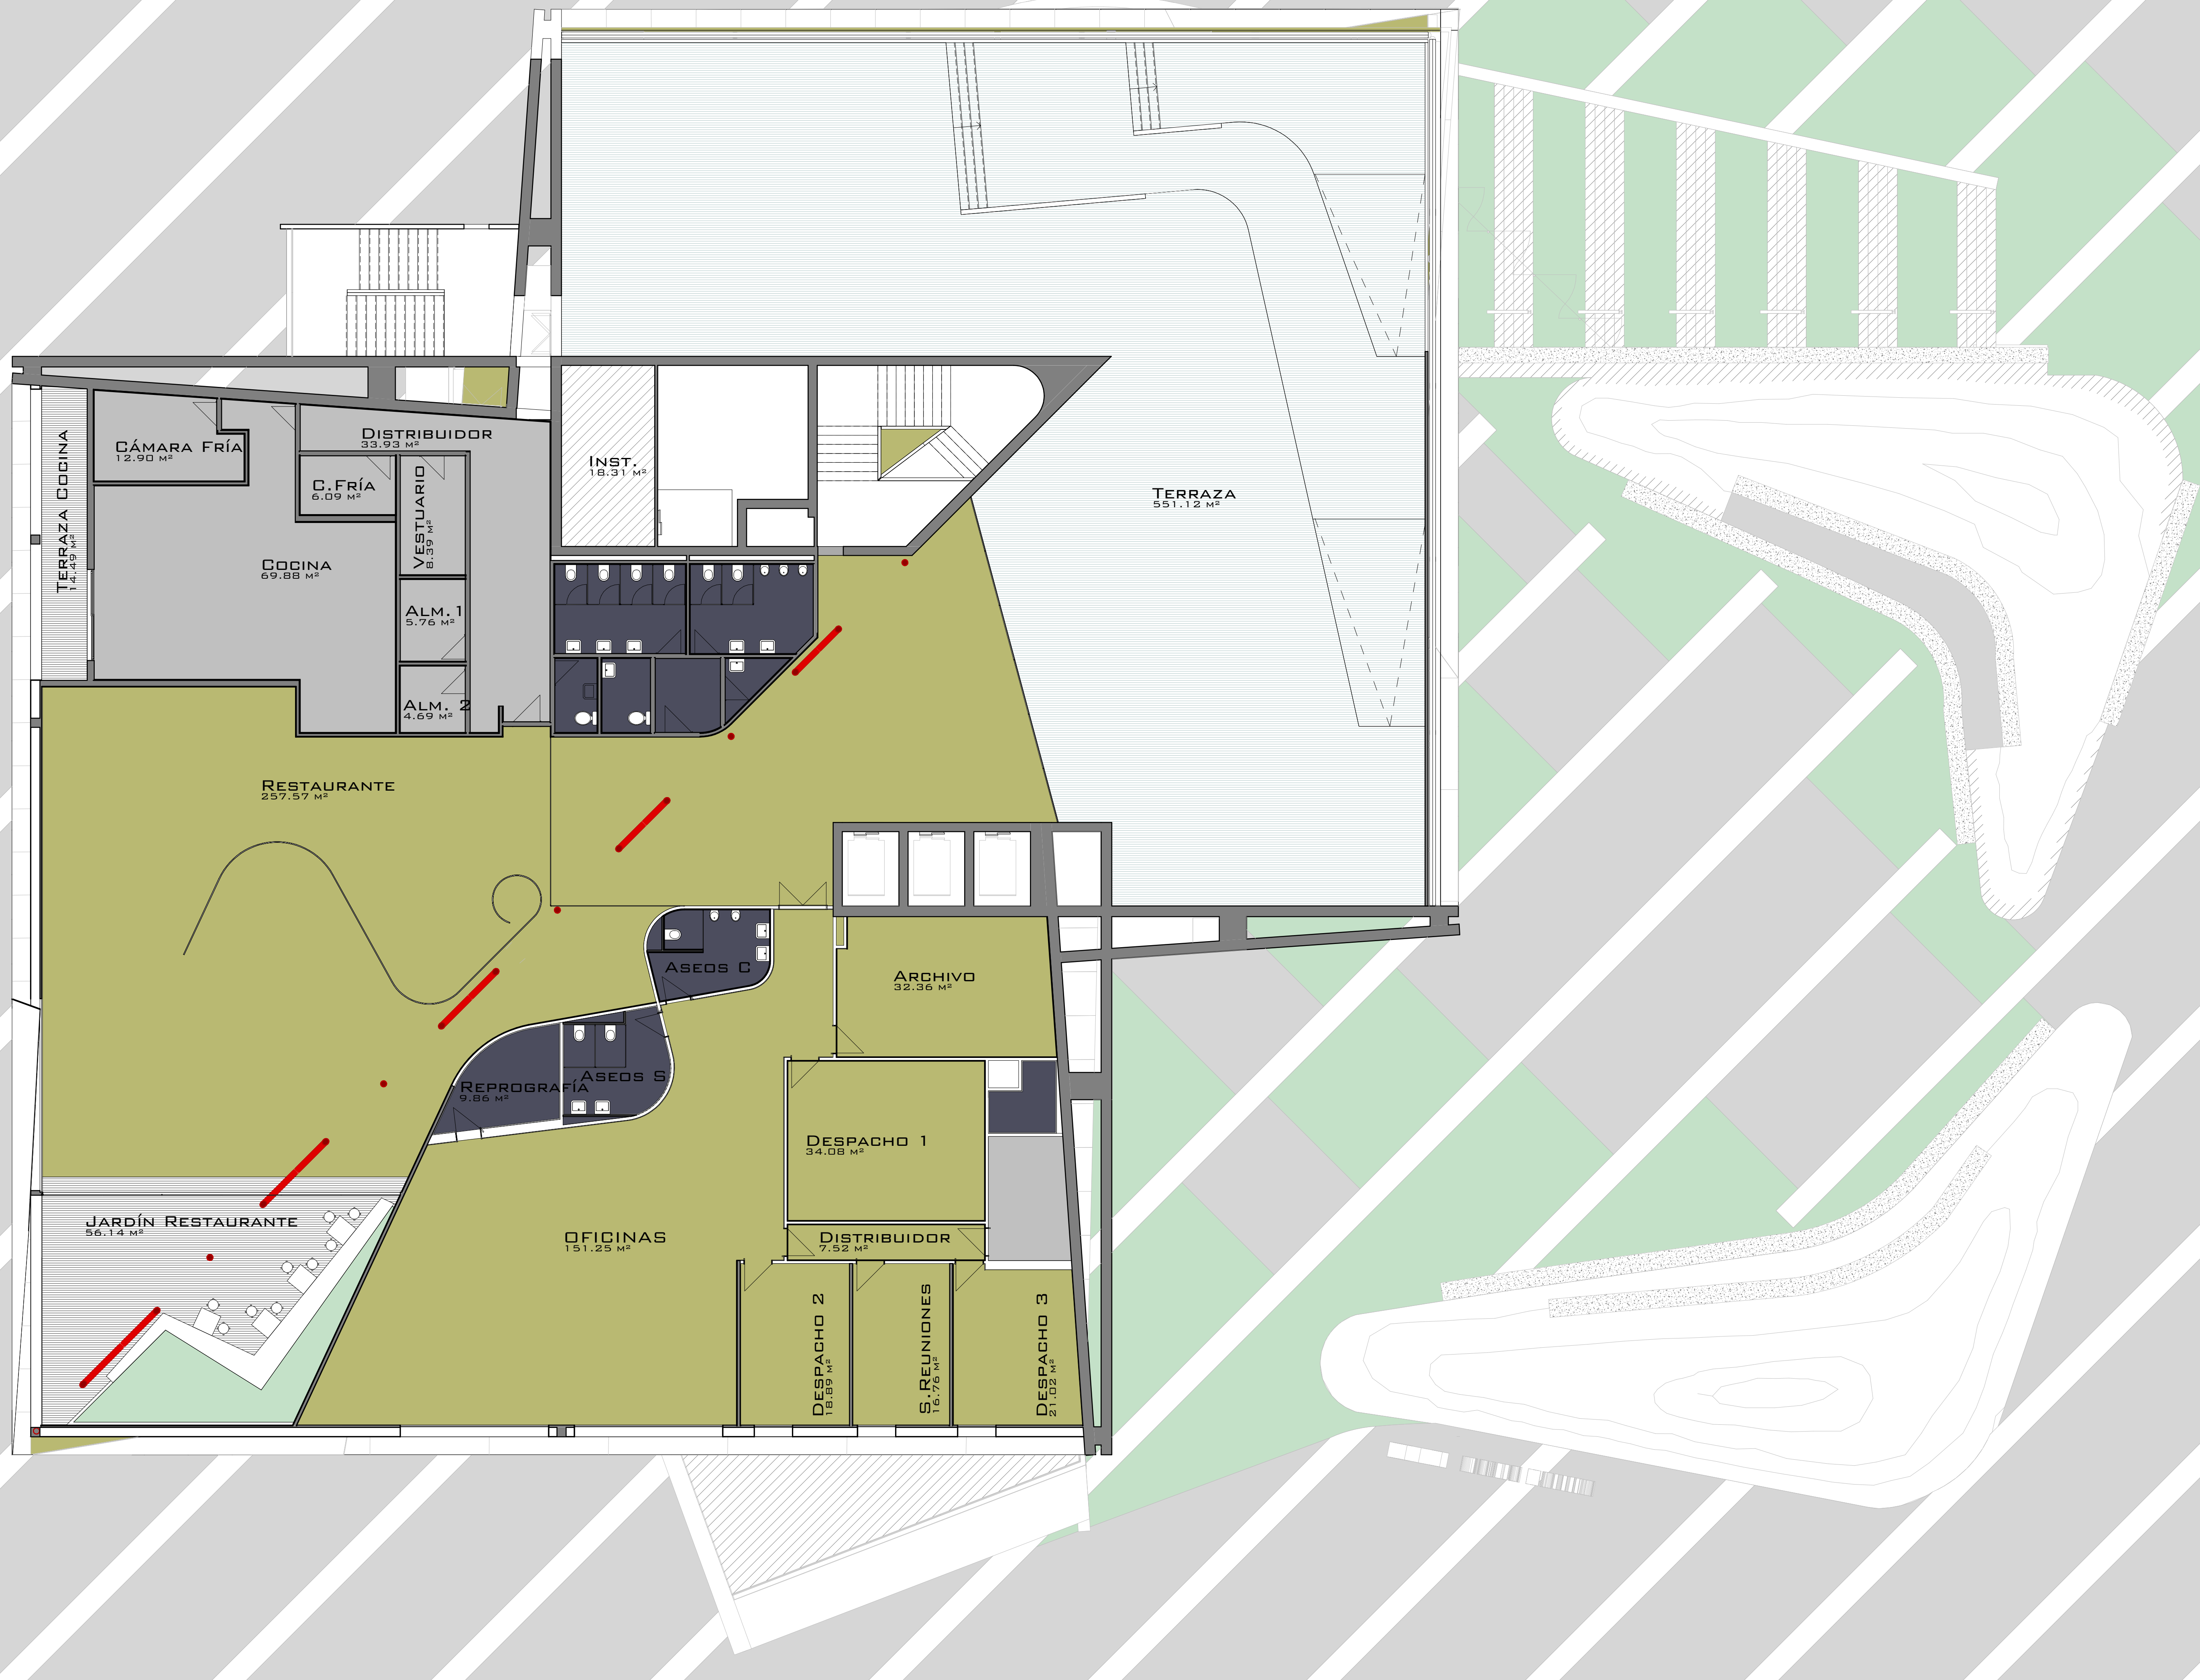 Distribuidor
33.93 m²
Cámara Fría
12.90 m²
Terraza Cocina
14.49 m²
C.Fría
6.09 m²
Vestuario
8.39 m²
Inst.
18.31 m²
Terraza
551.12 m²
Cocina
69.88 m²
Alm.1
5.76 m²
Alm. 2
4.69 m²
Restaurante
257.57 m²
Aseos C
Archivo
32.36 m²
Aseos S
Reprografía
9.86 m²
Despacho 1
34.08 m²
Jardín Restaurante
56.14 m²
OFICINAS
151.25 m²
Distribuidor
7.52 m²
Despacho 2
18.89 m²
S.Reuniones
16.76 m²
Despacho 3
21.02 m²